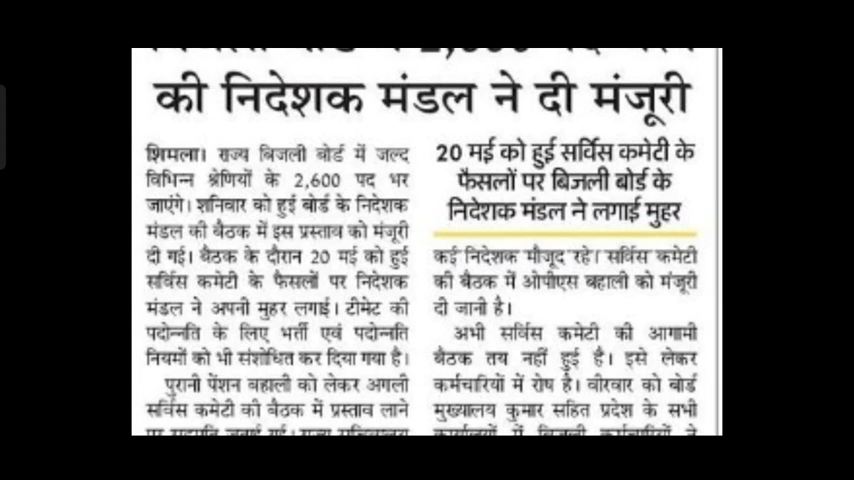 की निदेशक मंडल ने दी मंजूरी
शिमला। राज्य बिजली बोर्ड में जल्द
विभिन्न श्रेणियों के 2,600 पद भर
जाएंगे। शनिवार को हुई बोर्ड के निदेशक
मंडल की बैठक में इस प्रस्ताव को मंजूरी
दी गई। बैठक के दौरान 20 मई को हुई
सर्विस कमेटी के फैसलों पर निदेशक
मंडल ने अपनी मुहर लगाई। टीमेट की
पदोन्नति के लिए भर्ती एवं पदोन्नति
नियमों को भी संशोधित कर दिया गया है।
पुरानी पेंशन बहाली को लेकर अगली
सर्विस कमेटी की बैठक में प्रस्ताव लाने
20 मई को हुई सर्विस कमेटी के
फैसलों पर बिजली बोर्ड के
निदेशक मंडल ने लगाई मुहर
कई निदेशक मौजूद रहे। सर्विस कमेटी
की बैठक में ओपीएस बहाली को मंजूरी
दी जानी है।
अभी सर्विस कमेटी की आगामी
बैठक तय नहीं हुई है। इसे लेकर
कर्मचारियों में रोष है। वीरवार को बोर्ड
मुख्यालय कुमार सहित प्रदेश के सभी